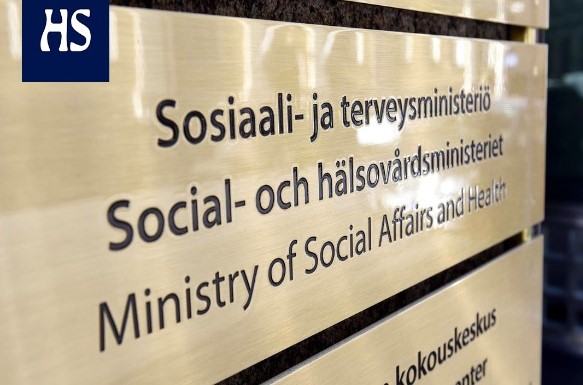 HS
Sosiaali- ja terveysministeriö
Social- och hälsovårdsministeriet
Ministry of Social Affairs and Health
kokouskeskus